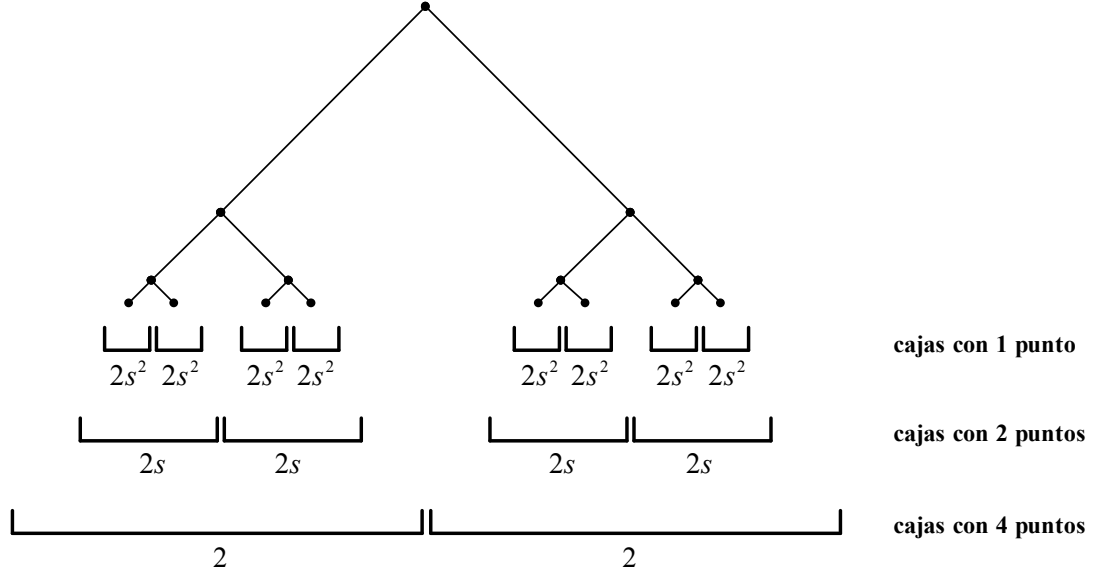 cajas con 1 punto
2s² 2s² 2s² 2s² 2s² 2s² 2s² 2s²
cajas con 2 puntos
2s 2s 2s 2s
cajas con 4 puntos
2 2